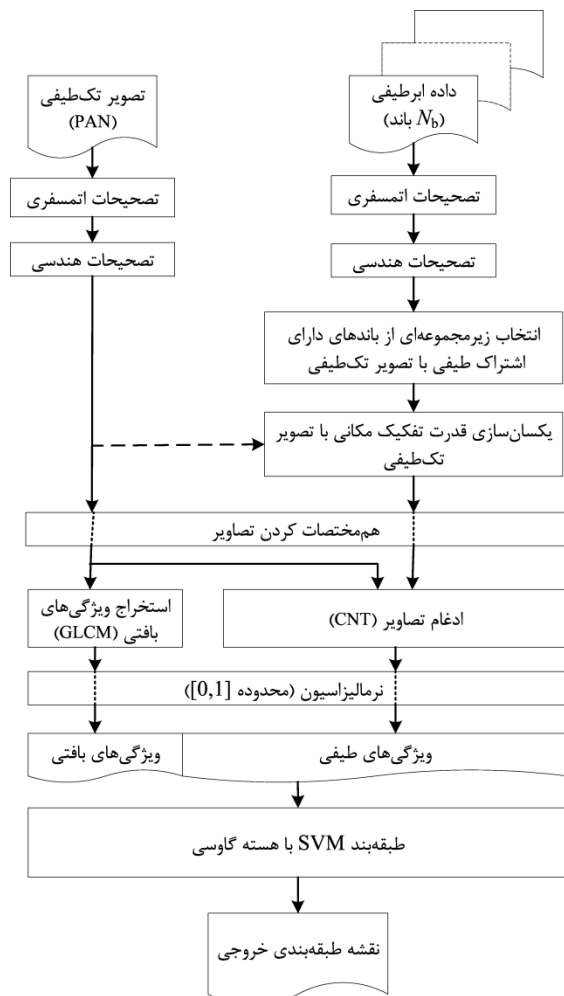 داده ابرطیفی
(N_b باند)
تصویر تک‌طیفی
(PAN)
تصحیحات اتمسفری
تصحیحات اتمسفری
تصحیحات هندسی
تصحیحات هندسی
انتخاب زیرمجموعه‌ای از باندهای دارای
اشتراک طیفی با تصویر تک‌طیفی
یکسان‌سازی قدرت تفکیک مکانی با تصویر
تک‌طیفی
هم‌مختصات کردن تصاویر
ادغام تصاویر (CNT)
استخراج ویژگی‌های
بافتی (GLCM)
نرمالیزاسیون (محدوده [0,1])
ویژگی‌های طیفی
ویژگی‌های بافتی
طبقه‌بند SVM با هسته گاوسی
نقشه طبقه‌بندی خروجی